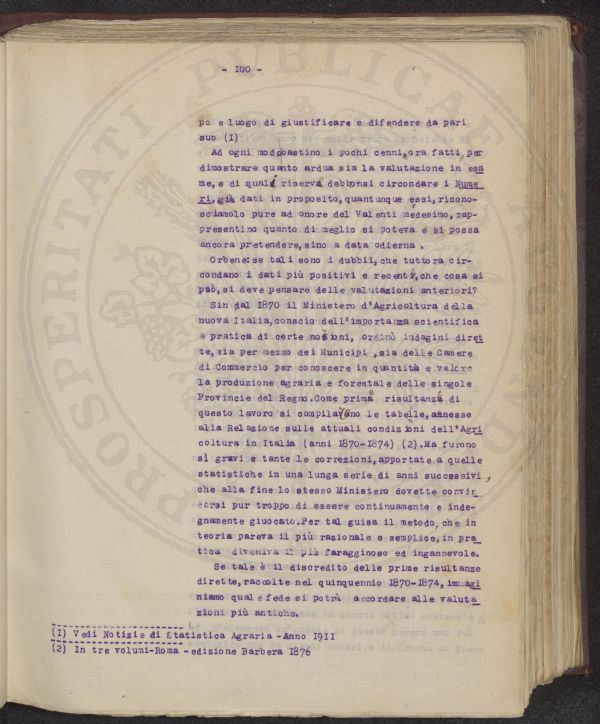 - 100 -
po e luogo di giustificare e difendere da pari
suo (I)
Ad ogni modo bastino i pochi cenni, ora fatti, per
dimostrare quanto ardua sia la valutazione in esa
me, e di quali riserve debbonsi circondare i Nume
ri, già dati in proposito, quantunque essi, ricono-
sciamolo pure ad onore del Valenti medesimo, rap-
presentino quanto di meglio si poteva e si possa
ancora pretendere, sino a data odierna.
Orbene: se tali sono i dubbii, che tuttora cir-
condano i dati più positivi e recenti, che cosa si
può, si deve pensare delle valutazioni anteriori?
Sin dal 1870 il Ministero d'Agricoltura della
nuova Italia, conscio dell'importanza scientifica
e pratica di certe nozioni, ordinò indagini diret
te, sia per mezzo dei Municipi, sia delle Camere
di Commercio per conoscere in quantità e valore
la produzione agraria e forestale delle singole
Provincie del Regno. Come prima risultanza di
questo lavoro si compilavano le tabelle, annesse
alla Relazione sulle attuali condizioni dell'Agri
coltura in Italia (anni 1870-1874) (2). Ma furono
sì gravi e tante le correzioni, apportate a quelle
statistiche in una lunga serie di anni successivi,
che alla fine lo stesso Ministero dovette convin
cersi pur troppo di essere continuamente e inde-
gnamente giuocato. Per tal guisa il metodo, che in
teoria pareva il più razionale e semplice, in pra
tica diveniva il più faragginoso ed ingannevole.
Se tale è il discredito delle prime risultanze
dirette, raccolte nel quinquennio 1870-1874, immagi
niamo quale fede si potrà accordare alle valuta
zioni più antiche.
(I) Vedi Notizie di Statistica Agraria - Anno 1911
(2) In tre volumi-Roma - edizione Barbera 1876
PROSPERITATI PUBLICAE